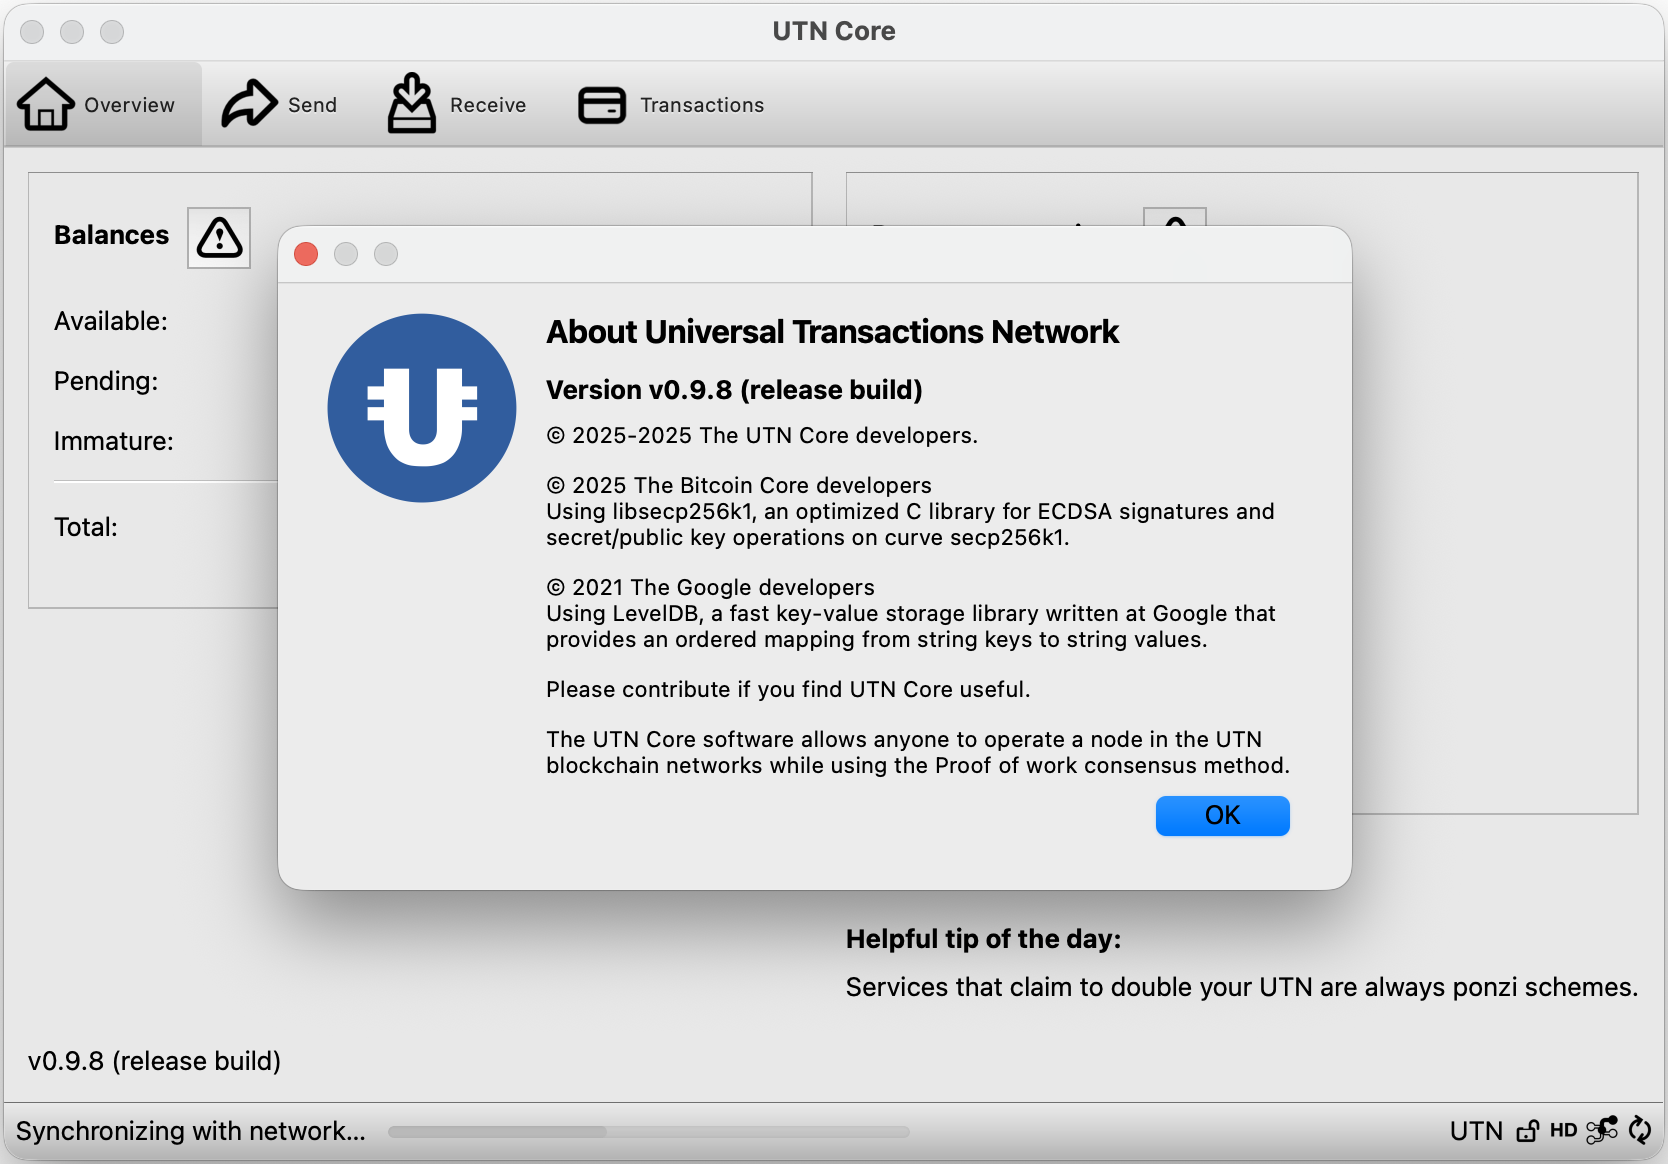 UTN Core
Overview
Send
Receive
Transactions
Balances
Available:
Pending:
Immature:
Total:
About Universal Transactions Network
Version v0.9.8 (release build)
© 2025-2025 The UTN Core developers.
© 2025 The Bitcoin Core developers
Using libsecp256k1, an optimized C library for ECDSA signatures and
secret/public key operations on curve secp256k1.
© 2021 The Google developers
Using LevelDB, a fast key-value storage library written at Google that
provides an ordered mapping from string keys to string values.
Please contribute if you find UTN Core useful.
The UTN Core software allows anyone to operate a node in the UTN
blockchain networks while using the Proof of work consensus method.
OK
Helpful tip of the day:
Services that claim to double your UTN are always ponzi schemes.
v0.9.8 (release build)
Synchronizing with network...
UTN
HD